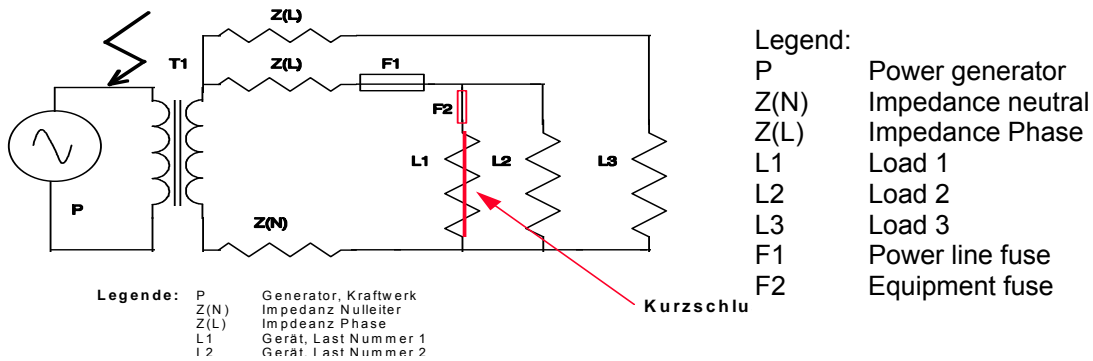 Z(L)
T1
Z(L)
F1
F2
L1
L2
L3
P
Z(N)
Kurzschlu
Legende:
P Generator, Kraftwerk
Z(N) Impedanz Nulleiter
Z(L) Impdeanz Phase
L1 Gerät, Last Nummer 1
L2 Gerät, Last Nummer 2
Legend:
P Power generator
Z(N) Impedance neutral
Z(L) Impedance Phase
L1 Load 1
L2 Load 2
L3 Load 3
F1 Power line fuse
F2 Equipment fuse